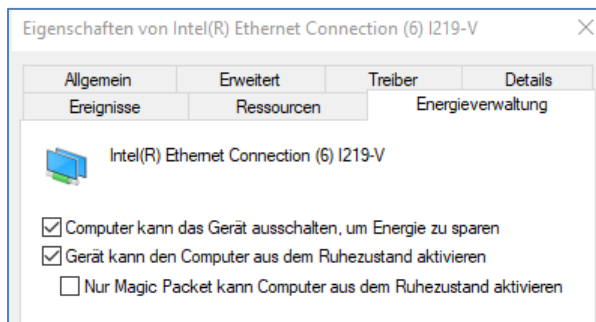 Eigenschaften von Intel(R) Ethernet Connection (6) I219-V
Allgemein Erweitert Treiber Details
Ereignisse Ressourcen Energieverwaltung
Intel(R) Ethernet Connection (6) I219-V
Computer kann das Gerät ausschalten, um Energie zu sparen
Gerät kann den Computer aus dem Ruhezustand aktivieren
Nur Magic Packet kann Computer aus dem Ruhezustand aktivieren